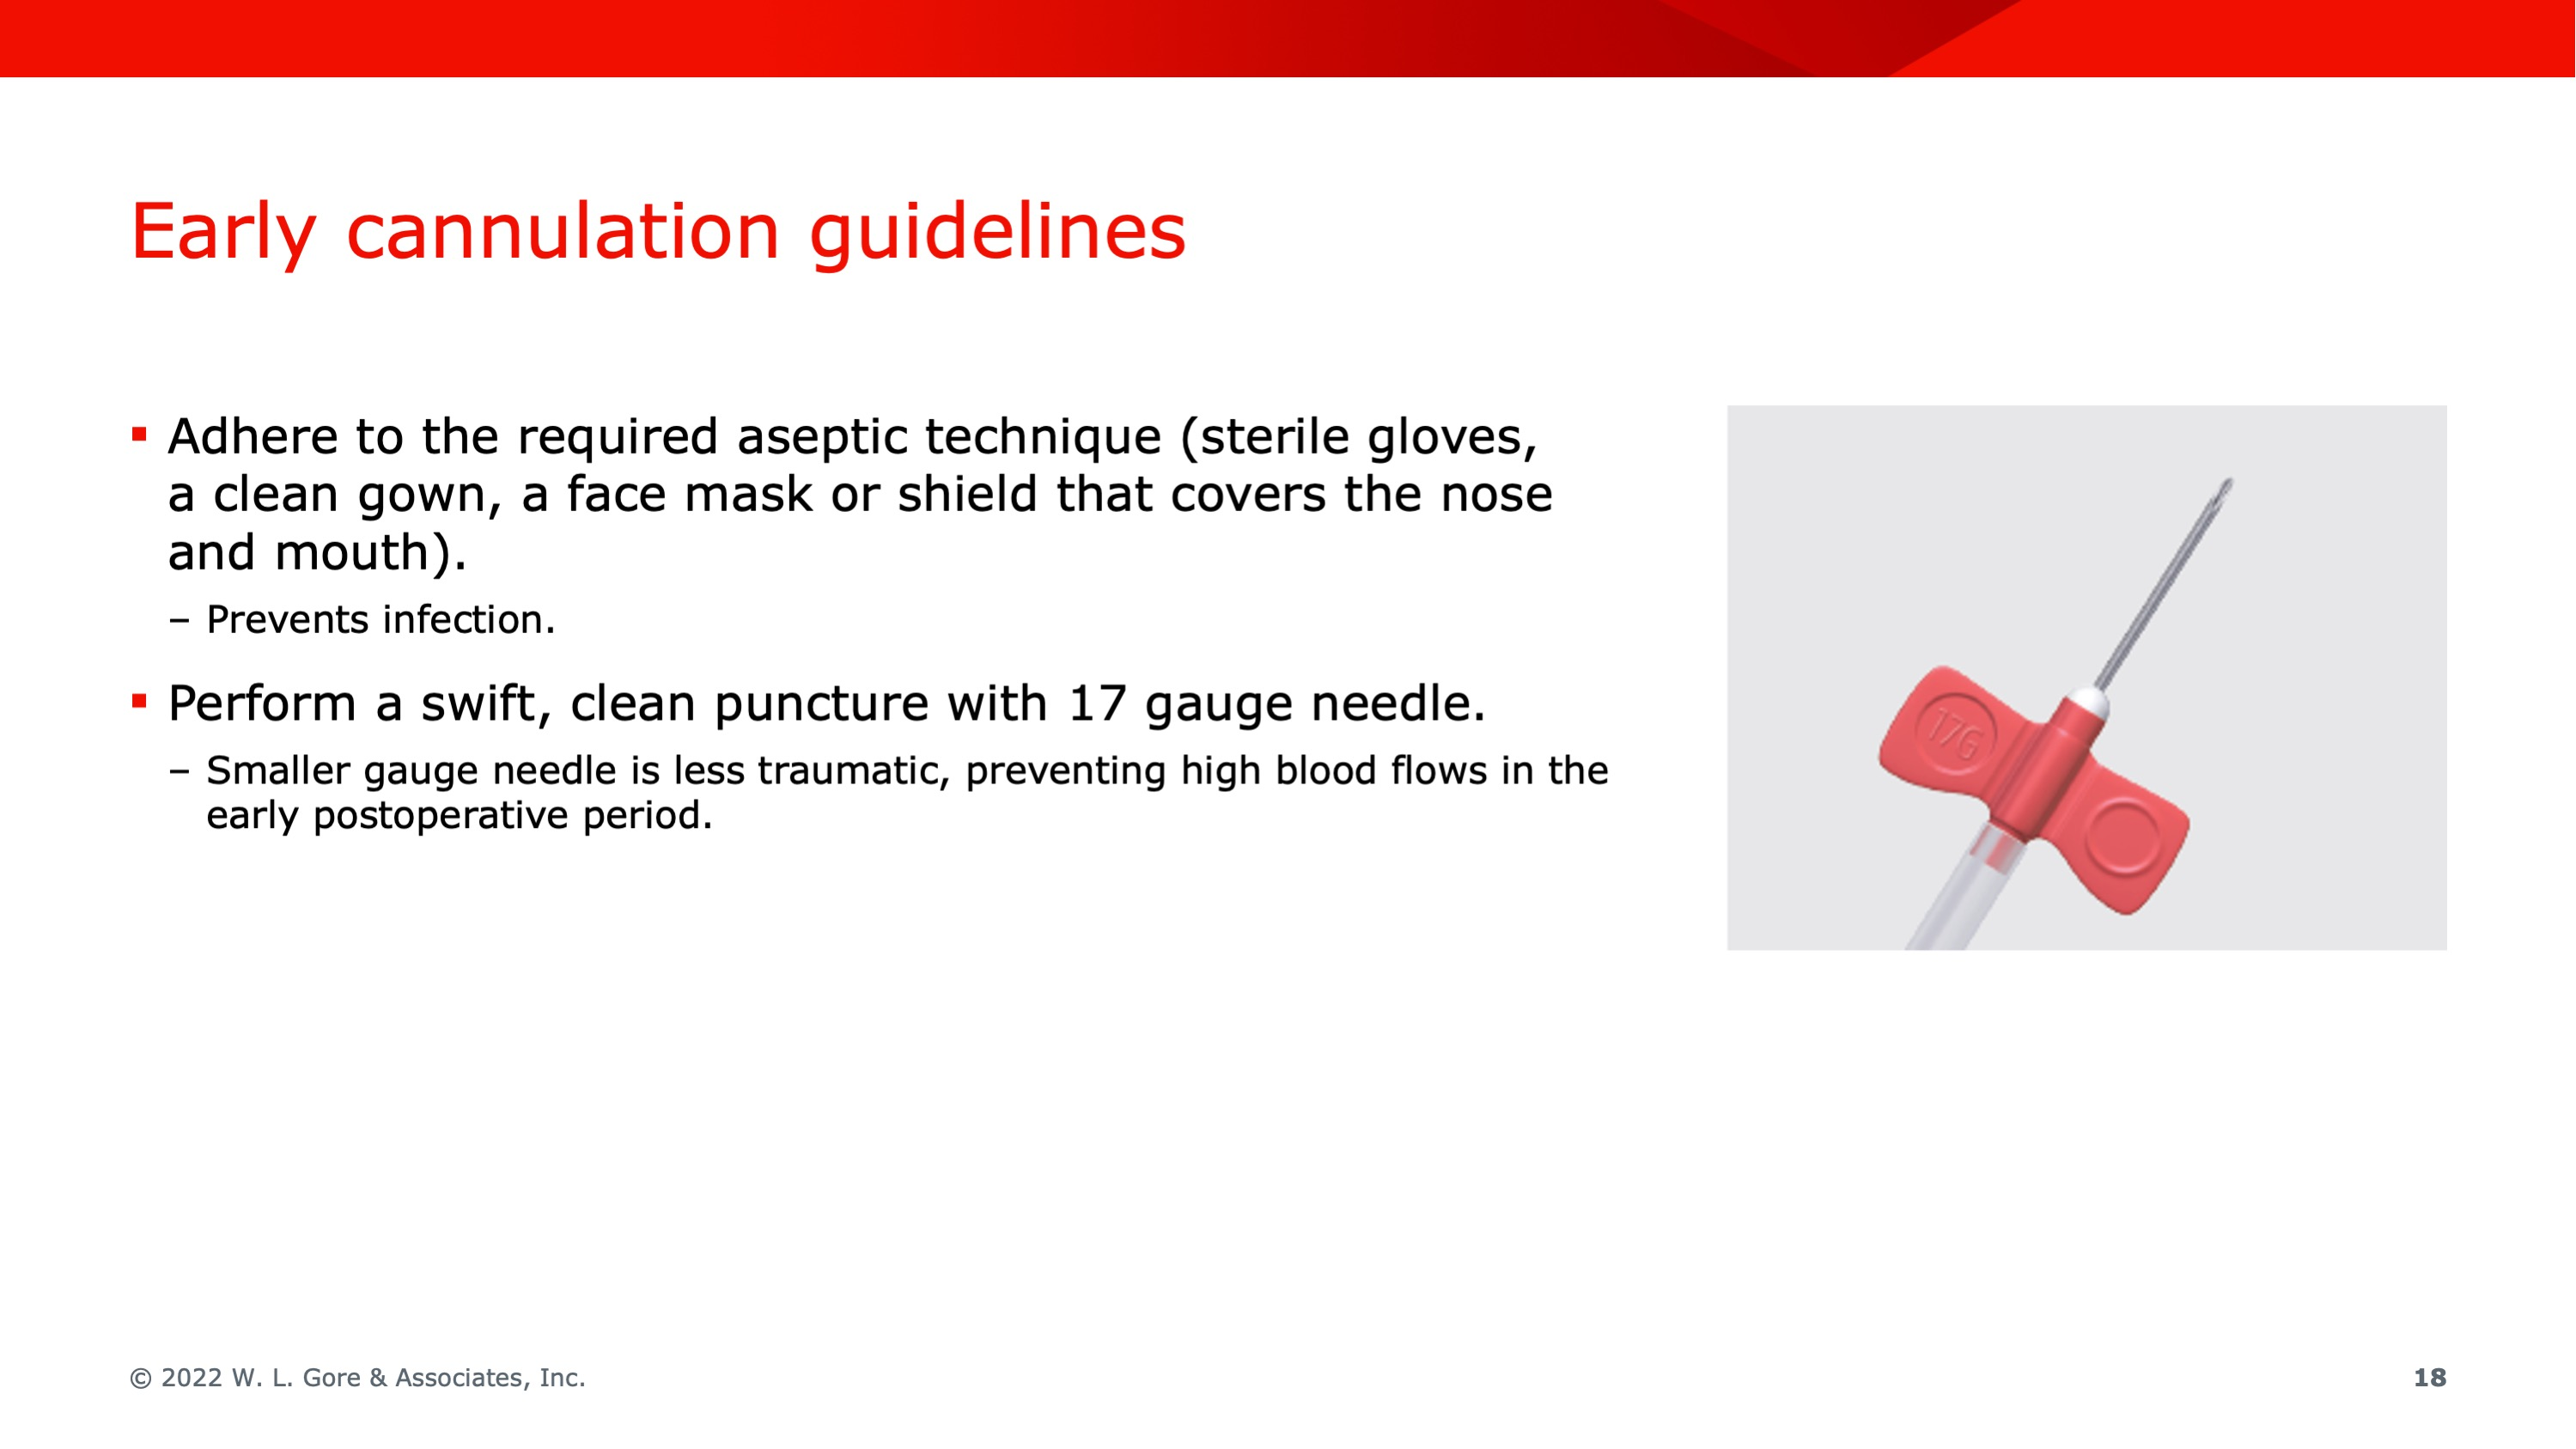 Early cannulation guidelines
▪ Adhere to the required aseptic technique (sterile gloves,
a clean gown, a face mask or shield that covers the nose
and mouth).
– Prevents infection.
▪ Perform a swift, clean puncture with 17 gauge needle.
– Smaller gauge needle is less traumatic, preventing high blood flows in the
early postoperative period.
17G
© 2022 W. L. Gore & Associates, Inc.
18